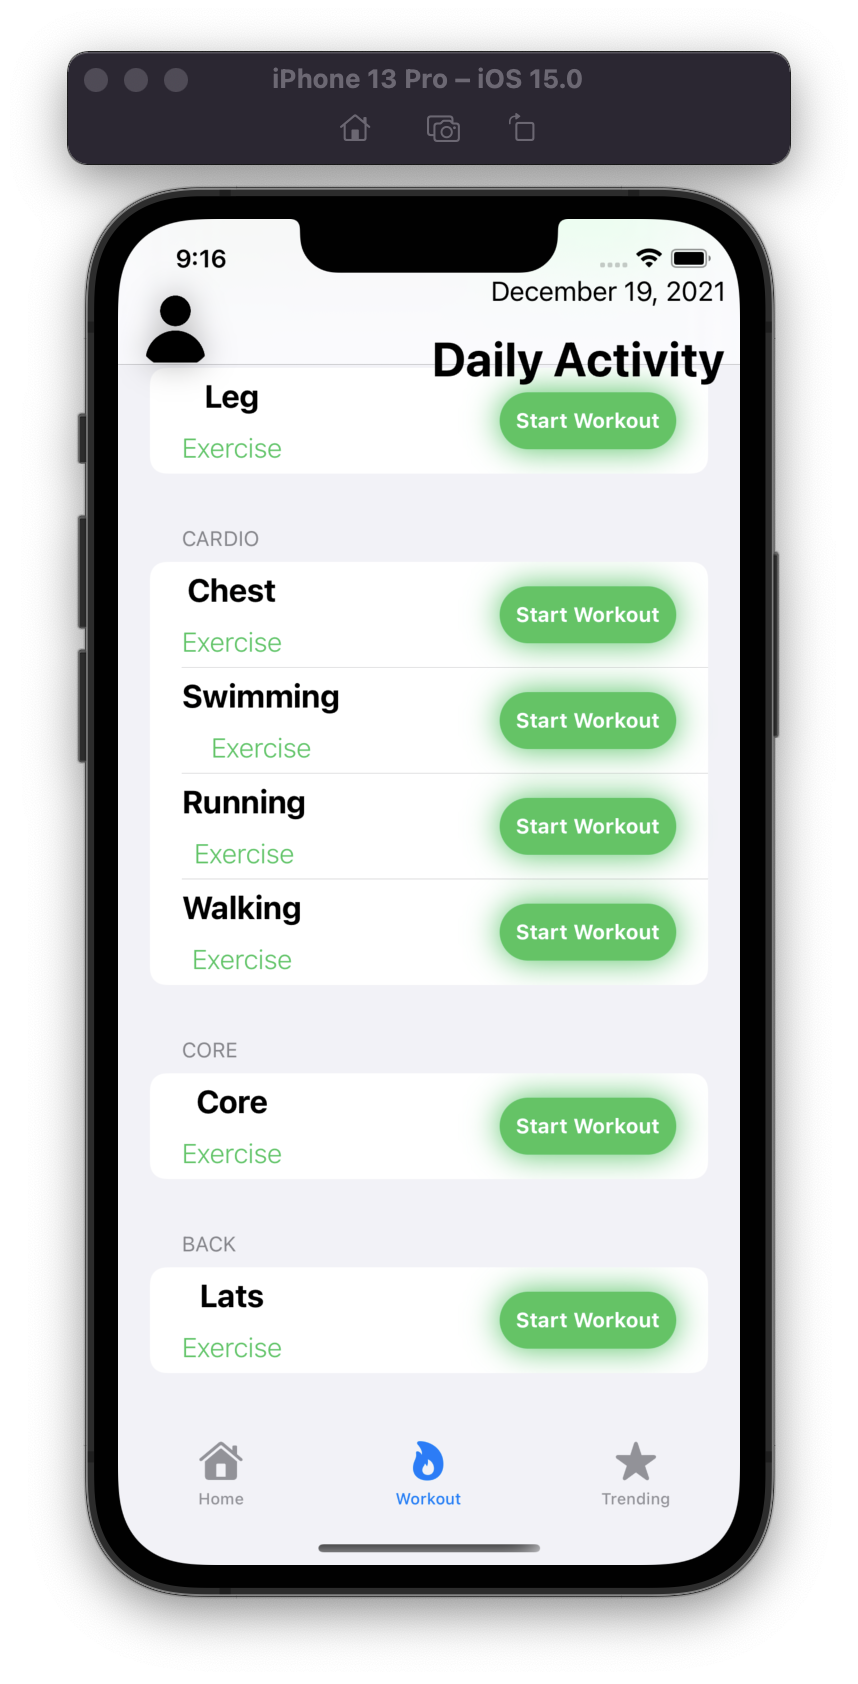 iPhone 13 Pro – iOS 15.0
9:16
December 19, 2021
Daily Activity
Leg
Start Workout
Exercise
CARDIO
Chest
Start Workout
Exercise
Swimming
Start Workout
Exercise
Running
Start Workout
Exercise
Walking
Start Workout
Exercise
CORE
Core
Start Workout
Exercise
BACK
Lats
Start Workout
Exercise
Home
Workout
Trending